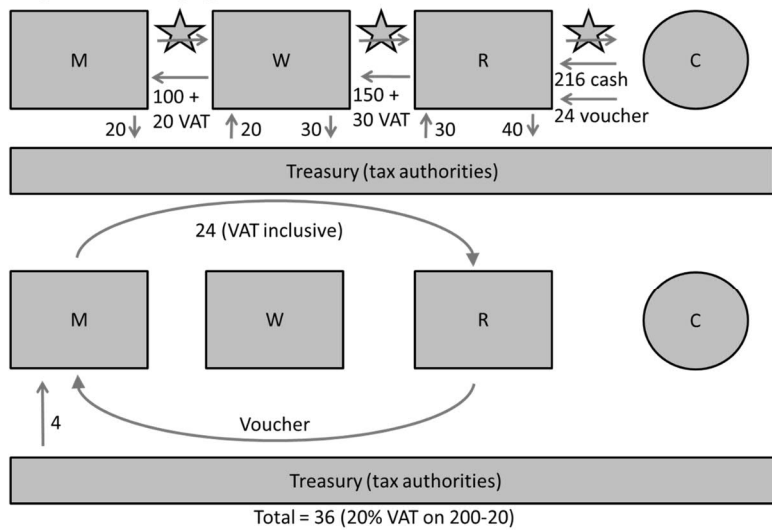 M
W
R
C
100 +
20 VAT
150 +
30 VAT
216 cash
24 voucher
20
20
30
30
40
Treasury (tax authorities)
24 (VAT inclusive)
M
W
R
C
4
Voucher
Treasury (tax authorities)
Total = 36 (20% VAT on 200-20)